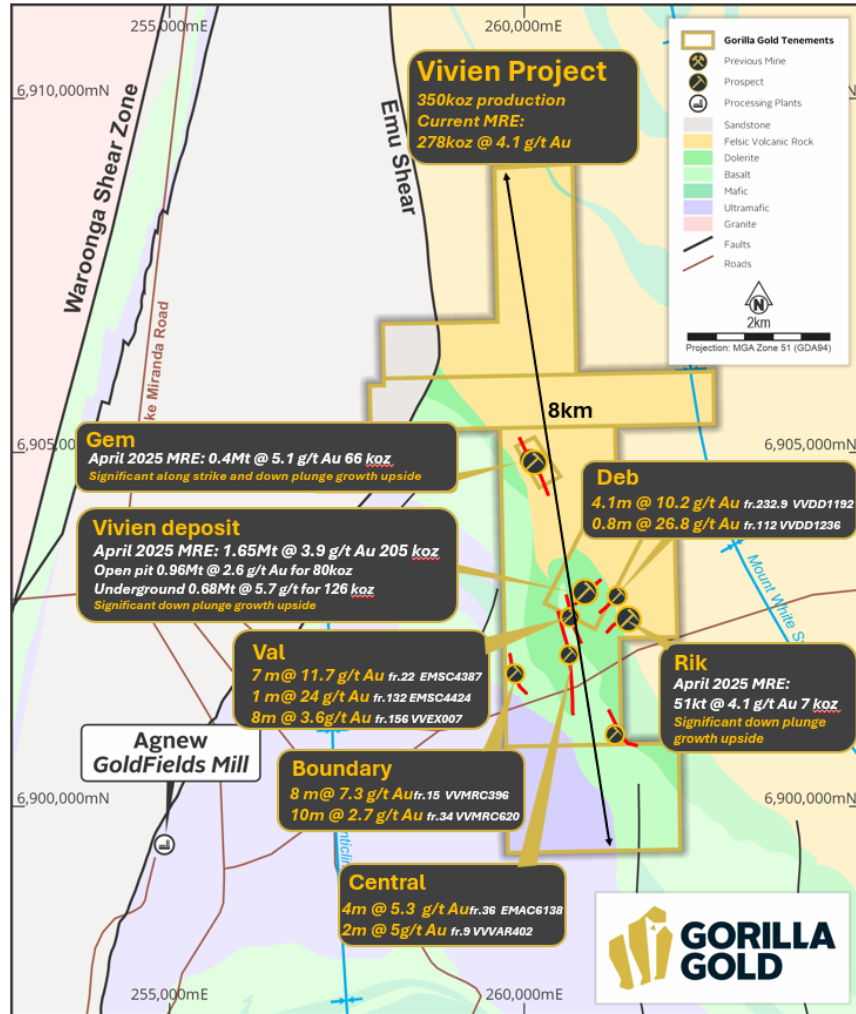 255,000mE
260,000mE
6,910,000mN
Waroonga Shear Zone
Emu Shear
Vivien Project
350koz production
Current MRE:
278koz @ 4.1 g/t Au
Gorilla Gold Tenements
Previous Mine
Prospect
Processing Plants
Sandstone
Felsic Volcanic Rock
Dolerite
Basalt
Mafic
Ultramafic
Granite
Faults
Roads
N
2km
Projection: MGA Zone 51 (GDA94)
ke Miranda Road
8km
6,905,000mN
Gem
April 2025 MRE: 0.4Mt @ 5.1 g/t Au 66 koz
Significant along strike and down plunge growth upside
Deb
4.1m @ 10.2 g/t Au fr.232.9 VVDD1192
0.8m @ 26.8 g/t Au fr.112 VVDD1236
Vivien deposit
April 2025 MRE: 1.65Mt @ 3.9 g/t Au 205 koz
Open pit 0.96Mt @ 2.6 g/t Au for 80koz
Underground 0.68Mt @ 5.7 g/t for 126 koz
Significant down plunge growth upside
Mount White S
Val
7 m@ 11.7 g/t Au fr.22 EMSC4387
1 m@ 24 g/t Au fr.132 EMSC4424
8m @ 3.6g/t Au fr.156 VVEX007
Rik
April 2025 MRE:
51kt @ 4.1 g/t Au 7 koz
Significant down plunge
growth upside
Agnew
GoldFields Mill
Boundary
8 m@ 7.3 g/t Au fr.15 VVMRC396
10m @ 2.7 g/t Au fr.34 VVMRC620
6,900,000mN
6,900,000mN
Central
4m @ 5.3 g/t Au fr.36 EMAC6138
2m @ 5g/t Au fr.9 VVVAR402
GORILLA
GOLD
255,000mE
260,000mE